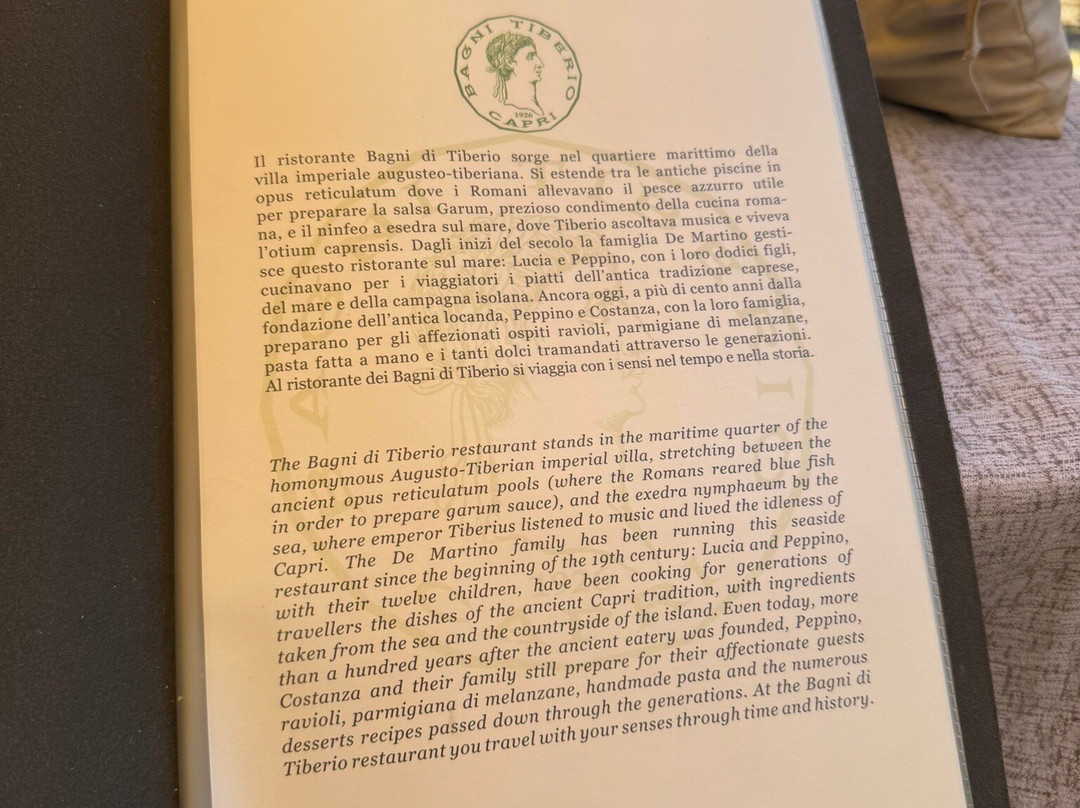 BAGNI TIBERIO
1926
CAPRI
Il ristorante Bagni di Tiberio sorge nel quartiere marittimo della
villa imperiale augusteo-tiberiana. Si estende tra le antiche piscine in
opus reticulatum dove i Romani allevavano il pesce azzurro utile
per preparare la salsa Garum, prezioso condimento della cucina roma-
na, e il ninfeo a esedra sul mare, dove Tiberio ascoltava musica e viveva
l'otium caprensis. Dagli inizi del secolo la famiglia De Martino gesti-
sce questo ristorante sul mare: Lucia e Peppino, con i loro dodici figli,
cucinavano per i viaggiatori i piatti dell'antica tradizione caprese,
del mare e della campagna isolana. Ancora oggi, a più di cento anni dalla
fondazione dell'antica locanda, Peppino e Costanza, con la loro famiglia,
preparano per gli affezionati ospiti ravioli, parmigiane di melanzane,
pasta fatta a mano e i tanti dolci tramandati attraverso le generazioni.
Al ristorante dei Bagni di Tiberio si viaggia con i sensi nel tempo e nella storia.
The Bagni di Tiberio restaurant stands in the maritime quarter of the
homonymous Augusto-Tiberian imperial villa, stretching between the
ancient opus reticulatum pools (where the Romans reared blue fish
in order to prepare garum sauce), and the exedra nymphaeum by the
sea, where emperor Tiberius listened to music and lived the idleness of
Capri. The De Martino family has been running this seaside
restaurant since the beginning of the 19th century: Lucia and Peppino,
with their twelve children, have been cooking for generations of
travellers the dishes of the ancient Capri tradition, with ingredients
taken from the sea and the countryside of the island. Even today, more
than a hundred years after the ancient eatery was founded, Peppino,
Costanza and their family still prepare for their affectionate guests
ravioli, parmigiana di melanzane, handmade pasta and the numerous
desserts recipes passed down through the generations. At the Bagni di
Tiberio restaurant you travel with your senses through time and history.